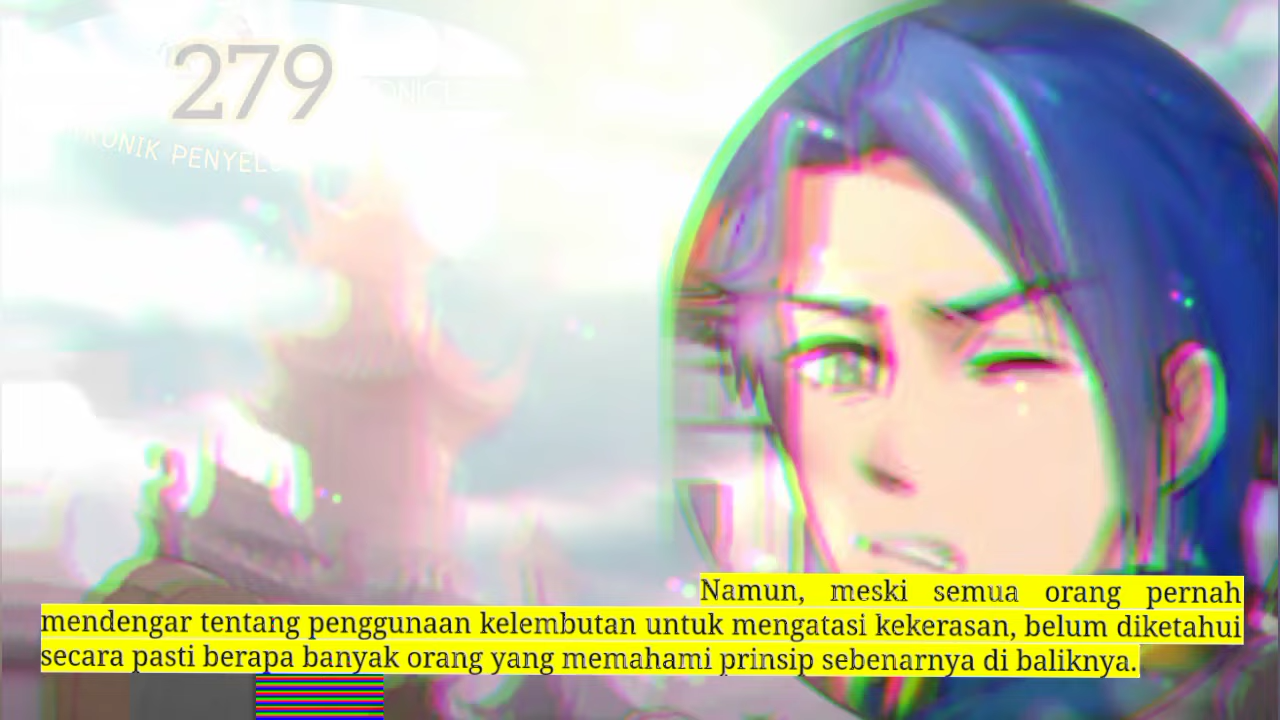 279
Namun, meski semua orang pernah
mendengar tentang penggunaan kelembutan untuk mengatasi kekerasan, belum diketahui
secara pasti berapa banyak orang yang memahami prinsip sebenarnya di baliknya.